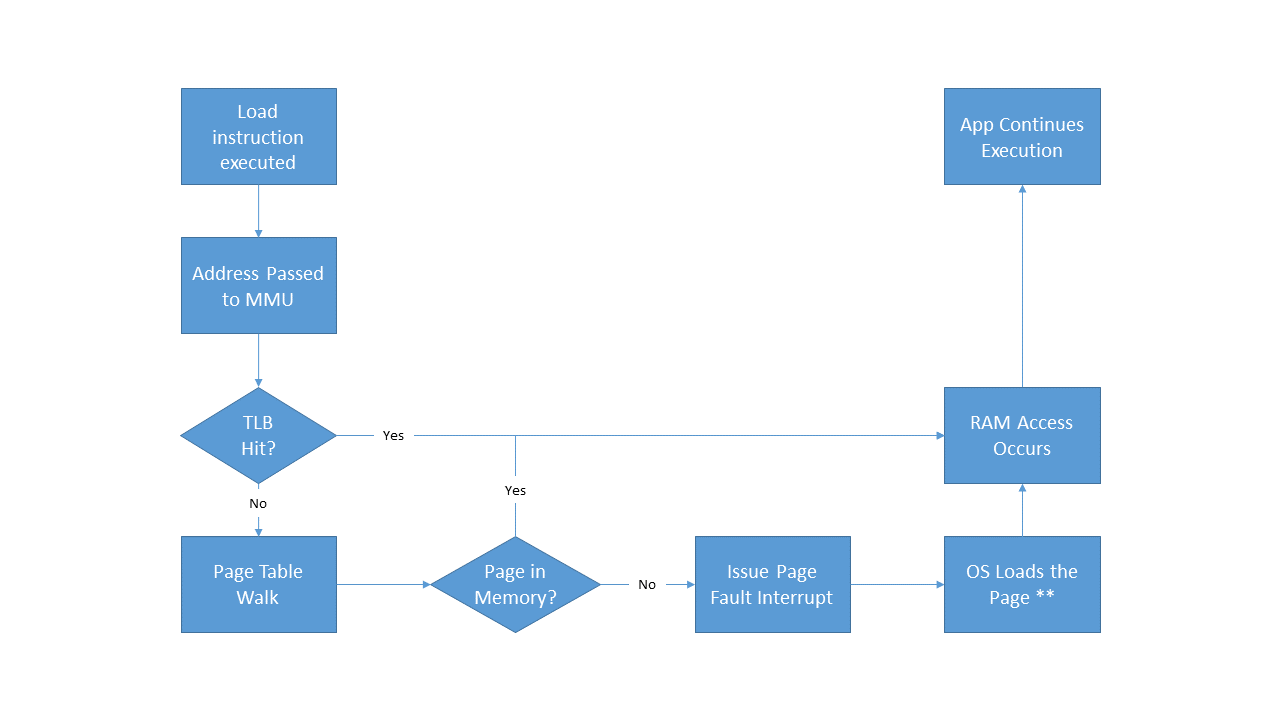 Load
instruction
executed
App Continues
Execution
Address Passed
to MMU
TLB
Hit?
Yes
RAM Access
Occurs
No
Yes
Page Table
Walk
Page in
Memory?
No
Issue Page
Fault Interrupt
OS Loads the
Page **